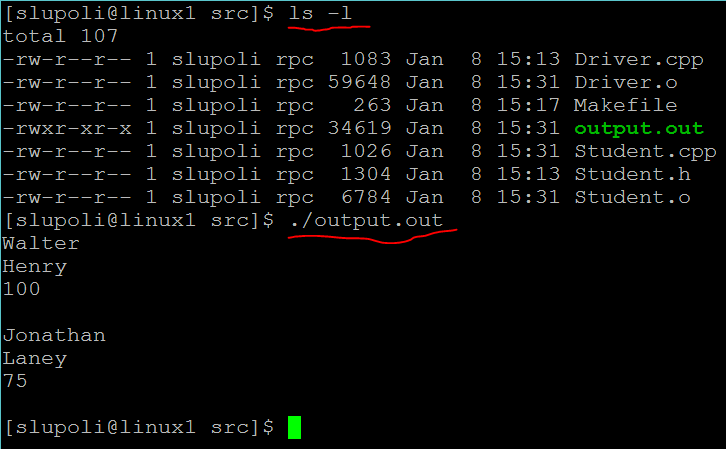 [slupoli@linux1 src]$ ls -l
total 107
-rw-r--r-- 1 slupoli rpc  1083 Jan  8 15:13 Driver.cpp
-rw-r--r-- 1 slupoli rpc 59648 Jan  8 15:31 Driver.o
-rw-r--r-- 1 slupoli rpc   263 Jan  8 15:17 Makefile
-rwxr-xr-x 1 slupoli rpc 34619 Jan  8 15:31 output.out
-rw-r--r-- 1 slupoli rpc  1026 Jan  8 15:31 Student.cpp
-rw-r--r-- 1 slupoli rpc  1304 Jan  8 15:13 Student.h
-rw-r--r-- 1 slupoli rpc  6784 Jan  8 15:31 Student.o
[slupoli@linux1 src]$ ./output.out
Walter
Henry
100
Jonathan
Laney
75
[slupoli@linux1 src]$